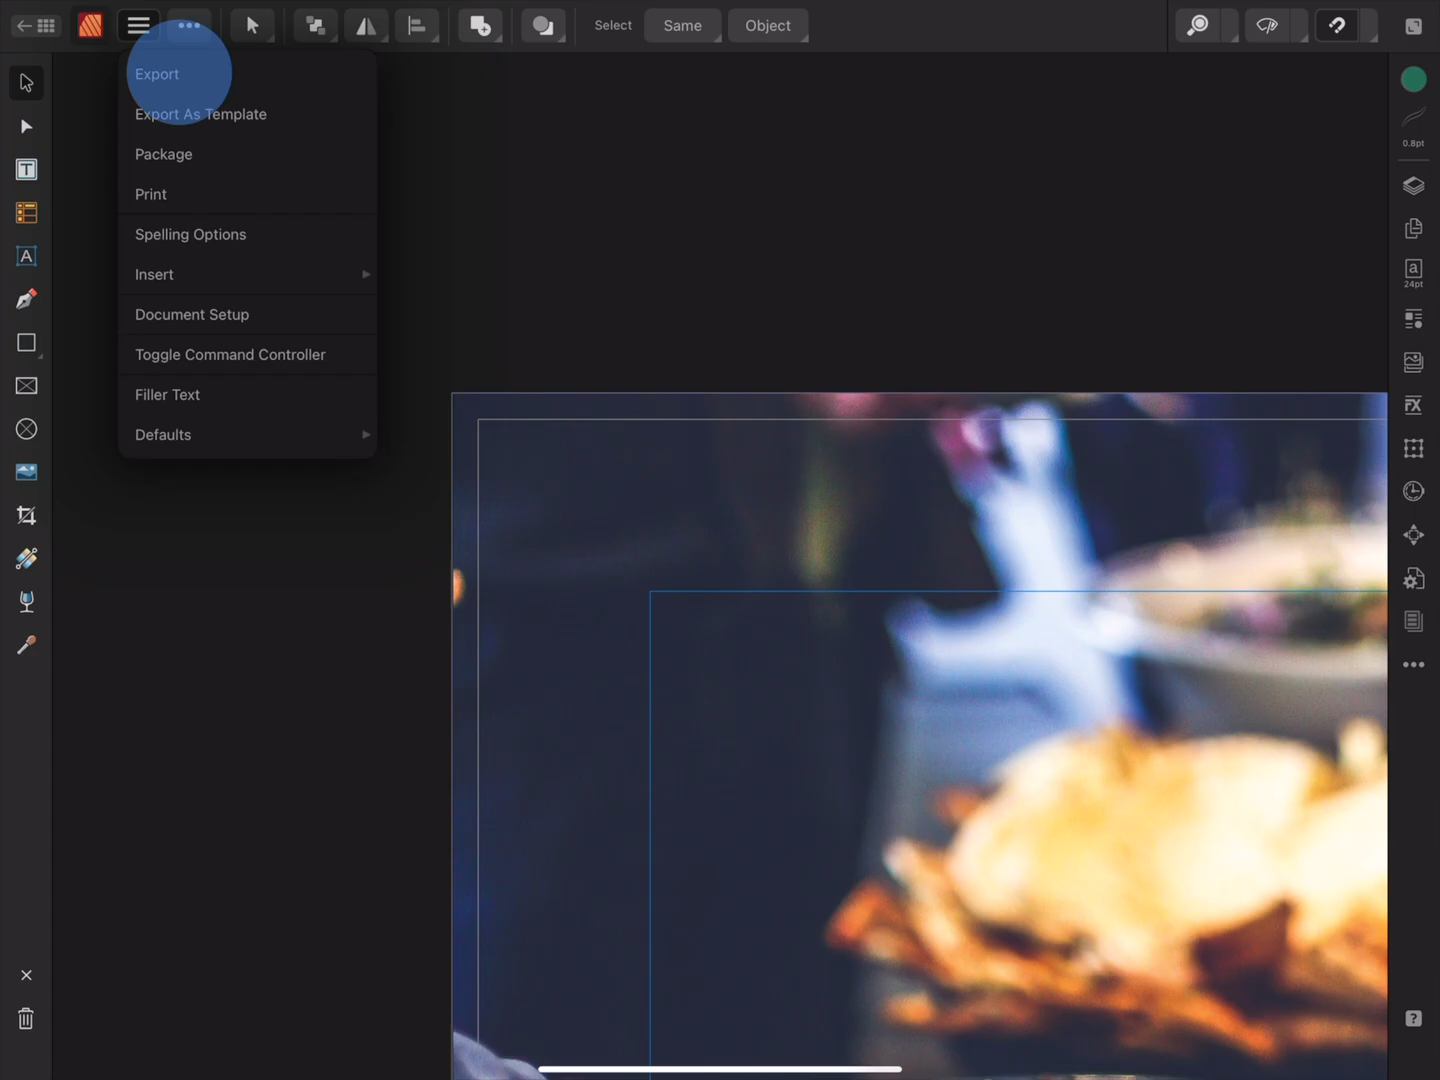 Select
Same
Object
Export
Export As Template
Package
Print
Spelling Options
Insert
Document Setup
Toggle Command Controller
Filler Text
Defaults
T
A
0.8pt
a
24pt
FX
?